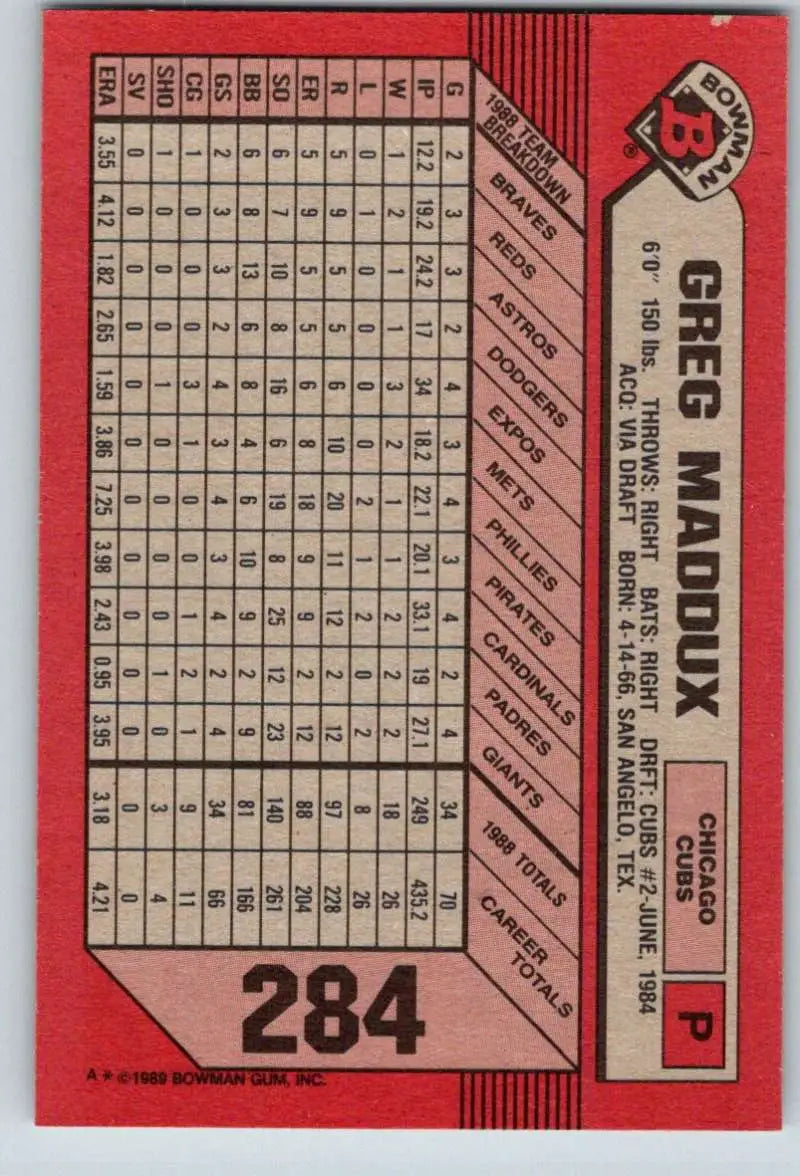 BOWMAN
B
®
GREG MADDUX
CHICAGO
CUBS
P
6'0" 150 lbs. THROWS: RIGHT BATS: RIGHT DRFT: CUBS #2-JUNE, 1984
ACQ: VIA DRAFT BORN: 4-14-66, SAN ANGELO, TEX.
1988 TEAM
BREAKDOWN
BRAVES
REDS
ASTROS
DODGERS
EXPOS
METS
PHILLIES
PIRATES
CARDINALS
PADRES
GIANTS
1988 TOTALS
CAREER
TOTALS
G 2 3 3 2 4 3 4 3 4 2 4 34 70
IP 12.2 19.2 24.2 17 34 18.2 22.1 20.1 33.1 19 27.1 249 435.2
W 1 2 1 1 3 2 1 1 2 2 2 18 26
L 0 1 0 0 0 0 2 1 2 0 2 8 26
R 5 9 5 5 6 10 20 11 12 2 12 97 228
ER 5 9 5 5 6 8 18 9 9 2 12 88 204
SO 6 7 10 8 16 6 19 8 25 12 23 140 261
BB 6 8 13 6 8 4 6 10 9 2 9 81 166
GS 2 3 3 2 4 3 4 3 4 2 4 34 66
CG 1 0 0 0 3 1 0 0 1 2 1 9 11
SHO 1 0 0 0 1 0 0 0 0 1 0 3 4
SV 0 0 0 0 0 0 0 0 0 0 0 0 0
ERA 3.55 4.12 1.82 2.65 1.59 3.86 7.25 3.98 2.43 0.95 3.95 3.18 4.21
284
A * ©1989 BOWMAN GUM, INC.